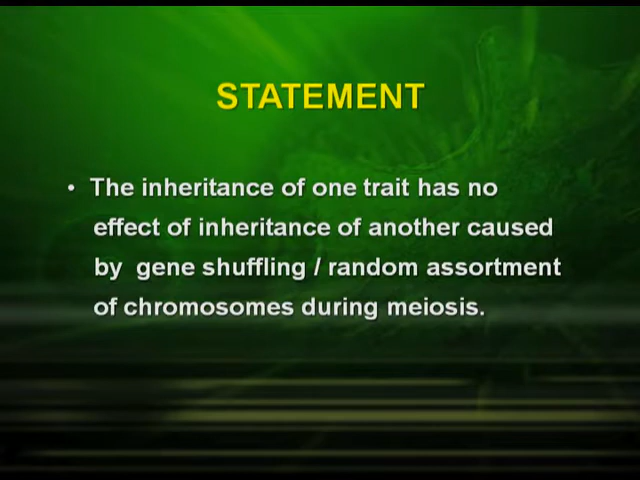 STATEMENT
• The inheritance of one trait has no
effect of inheritance of another caused
by gene shuffling / random assortment
of chromosomes during meiosis.